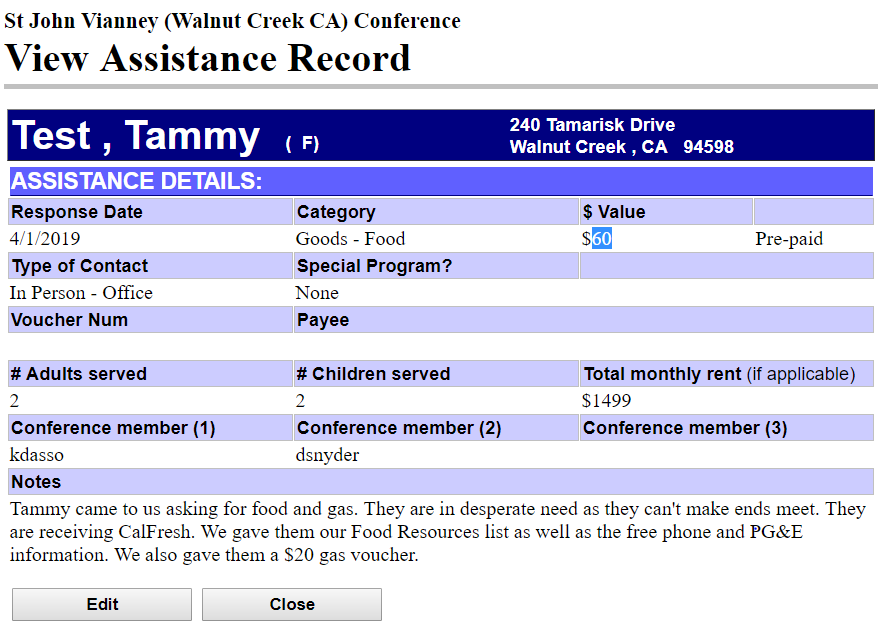 St John Vianney (Walnut Creek CA) Conference
View Assistance Record
Test , Tammy ( F) 240 Tamarisk Drive
Walnut Creek , CA 94598
ASSISTANCE DETAILS:
Response Date Category $ Value
4/1/2019 Goods - Food $60 Pre-paid
Type of Contact Special Program?
In Person - Office None
Voucher Num Payee
# Adults served # Children served Total monthly rent (if applicable)
2 2 $1499
Conference member (1) Conference member (2) Conference member (3)
kdasso dsnyder
Notes
Tammy came to us asking for food and gas. They are in desperate need as they can't make ends meet. They
are receiving CalFresh. We gave them our Food Resources list as well as the free phone and PG&E
information. We also gave them a $20 gas voucher.
Edit Close